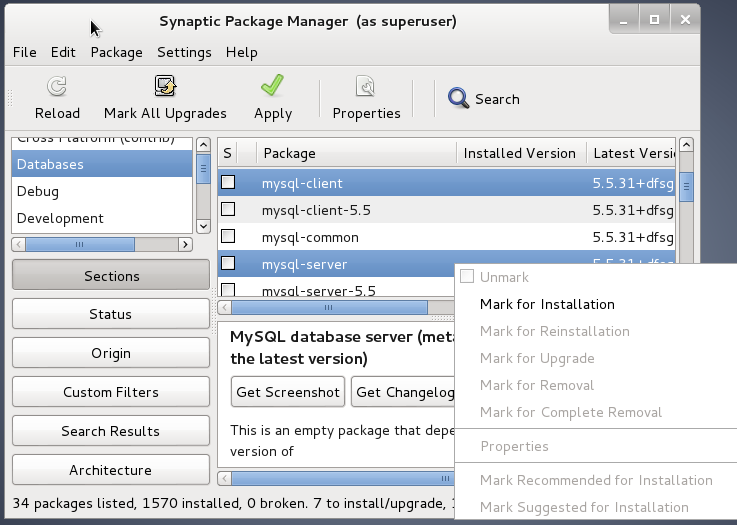 Synaptic Package Manager (as superuser)
File Edit Package Settings Help
Reload Mark All Upgrades Apply Properties Search
Cross Platform (contrib)
Databases
Debug
Development
S Package Installed Version Latest Versi
mysql-client 5.5.31+dfsg
mysql-client-5.5 5.5.31+dfsg
mysql-common 5.5.31+dfsg
mysql-server 5.5.31+dfsg
mysql-server-5.5
Sections
Status
Origin
Custom Filters
Search Results
Architecture
MySQL database server (meta
the latest version)
Get Screenshot Get Changelog
This is an empty package that depe
version of
Unmark
Mark for Installation
Mark for Reinstallation
Mark for Upgrade
Mark for Removal
Mark for Complete Removal
Properties
Mark Recommended for Installation
Mark Suggested for Installation
34 packages listed, 1570 installed, 0 broken. 7 to install/upgrade,